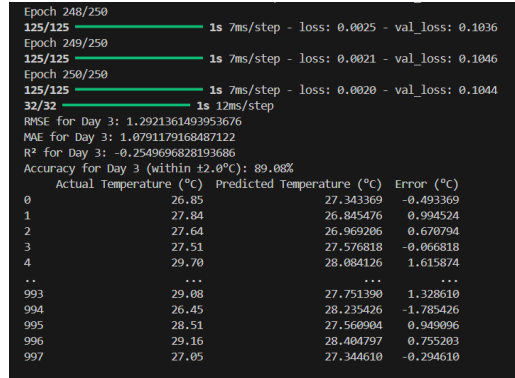 Epoch 248/250
125/125 ━━━━━━━━━━━━━━━━━━━━ 1s 7ms/step - loss: 0.0025 - val_loss: 0.1036
Epoch 249/250
125/125 ━━━━━━━━━━━━━━━━━━━━ 1s 7ms/step - loss: 0.0021 - val_loss: 0.1046
Epoch 250/250
125/125 ━━━━━━━━━━━━━━━━━━━━ 1s 7ms/step - loss: 0.0020 - val_loss: 0.1044
32/32 ━━━━━━━━━━━━━━━━━━━━ 1s 12ms/step
RMSE for Day 3: 1.2921361493953676
MAE for Day 3: 1.0791179168487122
R² for Day 3: -0.2549696828193686
Accuracy for Day 3 (within ±2.0°C): 89.08%
Actual Temperature (°C) Predicted Temperature (°C) Error (°C)
0 26.85 27.343369 -0.493369
1 27.84 26.845476 0.994524
2 27.64 26.969206 0.670794
3 27.51 27.576818 -0.066818
4 29.70 28.084126 1.615874
.. ... ... ...
993 29.08 27.751390 1.328610
994 26.45 28.235426 -1.785426
995 28.51 27.560904 0.949096
996 29.16 28.404797 0.755203
997 27.05 27.344610 -0.294610